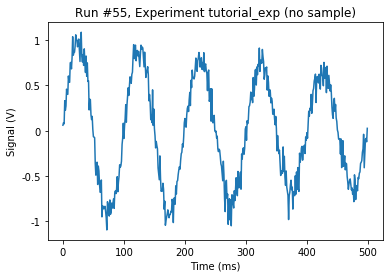 Run #55, Experiment tutorial_exp (no sample)
1
0.5
0
-0.5
-1
Signal (V)
0 100 200 300 400 500
Time (ms)